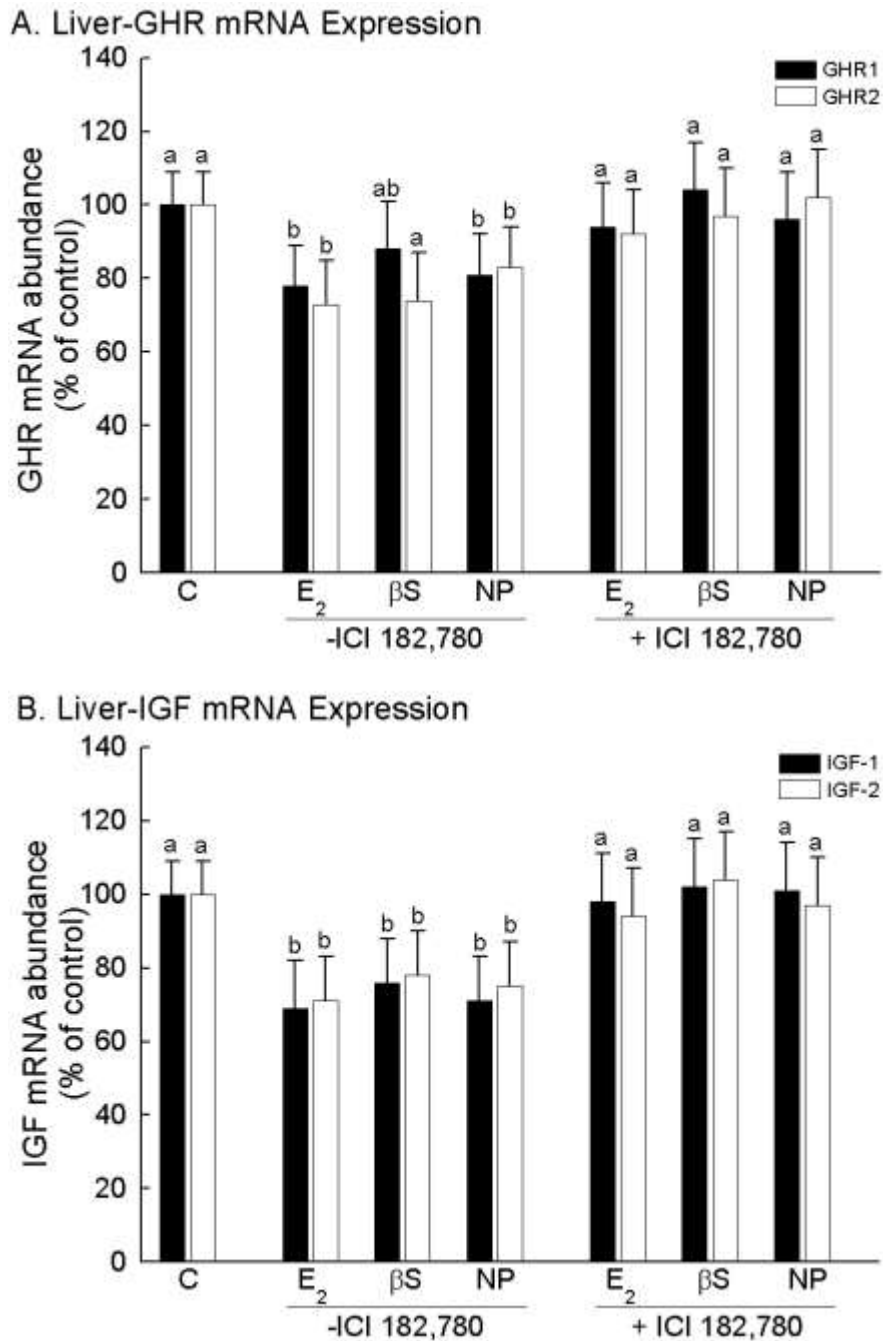 A. Liver-GHR mRNA Expression
140
120
100
80
60
40
20
0
GHR mRNA abundance
(% of control)
GHR1
GHR2
a a
b b
ab a
b b
a a
a a
a a
C E2 βS NP E2 βS NP
-ICI 182,780 + ICI 182,780
B. Liver-IGF mRNA Expression
140
120
100
80
60
40
20
0
IGF mRNA abundance
(% of control)
IGF-1
IGF-2
a a
b b
b b
b b
a a
a a
a a
C E2 βS NP E2 βS NP
-ICI 182,780 + ICI 182,780